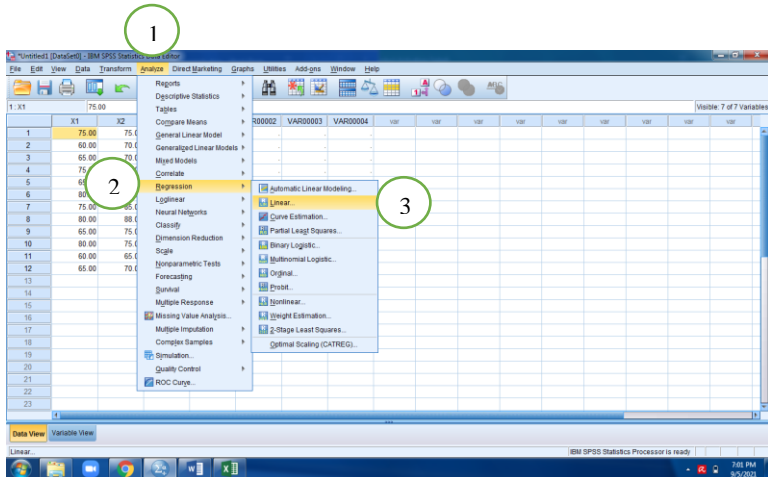 1
*Untitled1 [DataSet0] - IBM SPSS Statistics Data Editor
File Edit View Data Transform Analyze Direct Marketing Graphs Utilities Add-ons Window Help
1 : X1 75.00 Visible: 7 of 7 Variables
X1 X2 R00002 VAR00003 VAR00004 var var var var var var var
1 75.00 75.0
2 60.00 70.0
3 65.00 70.0
4 75
5 65
6 80
7 75.00 85.0
8 80.00 88.0
9 65.00 75.0
10 80.00 75.0
11 60.00 65.0
12 65.00 70.0
13
14
15
16
17
18
19
20
21
22
23
Reports
Descriptive Statistics
Tables
Compare Means
General Linear Model
Generalized Linear Models
Mixed Models
Correlate
Regression
Loglinear
Neural Networks
Classify
Dimension Reduction
Scale
Nonparametric Tests
Forecasting
Survival
Multiple Response
Missing Value Analysis...
Multiple Imputation
Complex Samples
Simulation...
Quality Control
ROC Curve...
2
Automatic Linear Modeling...
Linear...
Curve Estimation...
Partial Least Squares...
Binary Logistic...
Multinomial Logistic...
Ordinal...
Probit...
Nonlinear...
Weight Estimation...
2-Stage Least Squares...
Optimal Scaling (CATREG)...
3
Data View Variable View
Linear... IBM SPSS Statistics Processor is ready
7:01 PM
9/5/2021